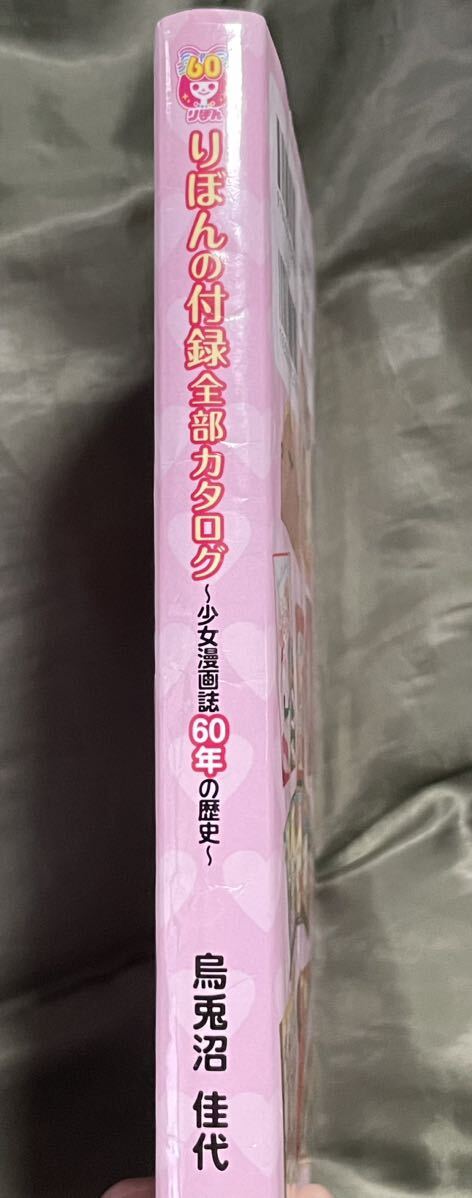 60
りぼん
りぼんの付録全部カタログ
~少女漫画誌60年の歴史~
烏兎沼 佳代